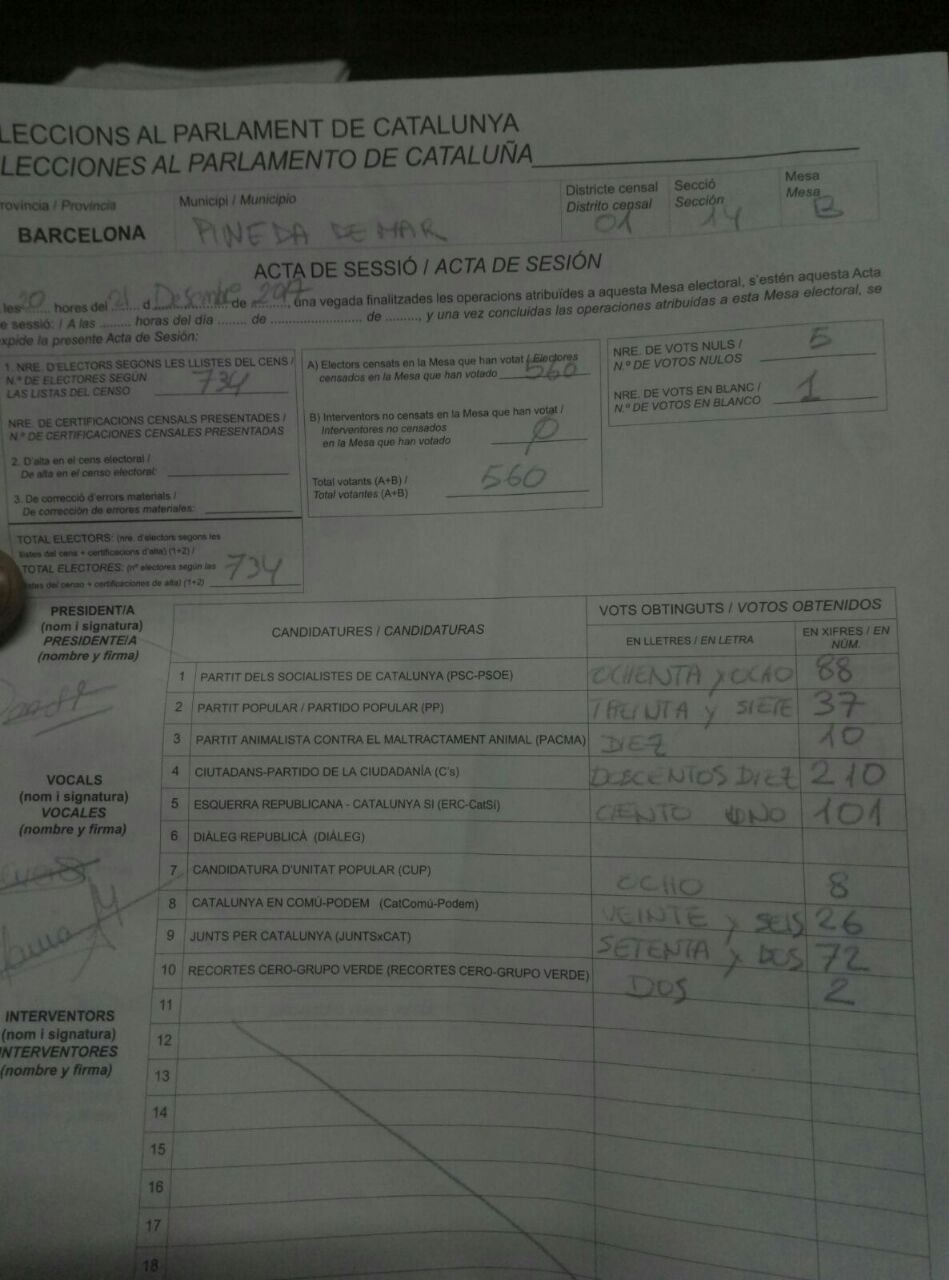 LECCIONS AL PARLAMENT DE CATALUNYA
LECCIONES AL PARLAMENTO DE CATALUÑA
rovíncia / Provincia
BARCELONA
Municipi / Municipio
PINEDA DE MAR
Districte censal
Distrito censal
01
Secció
Sección
14
Mesa
Mesa
B
ACTA DE SESSIÓ / ACTA DE SESIÓN
les 20 hores del 21 d Desembre de 2017, una vegada finalitzades les operacions atribuïdes a aquesta Mesa electoral, s'estén aquesta Acta
e sessió: / A las ........ horas del día ....... de ...................... de ........, y una vez concluidas las operaciones atribuidas a esta Mesa electoral, se
xpide la presente Acta de Sesión:
1. NRE. D'ELECTORS SEGONS LES LLISTES DEL CENS /
N.º DE ELECTORES SEGÚN
LAS LISTAS DEL CENSO 734
NRE. DE CERTIFICACIONS CENSALS PRESENTADES /
N.º DE CERTIFICACIONES CENSALES PRESENTADAS
2. D'alta en el cens electoral /
De alta en el censo electoral:
3. De correcció d'errors materials /
De corrección de errores materiales:
TOTAL ELECTORS: (nre. d'electors segons les
llistes del cens + certificacions d'alta) (1+2) /
TOTAL ELECTORES: (nº electores según las
listas del censo + certificaciones de alta) (1+2) 734
A) Electors censats en la Mesa que han votat / Electores
censados en la Mesa que han votado 560
B) Interventors no censats en la Mesa que han votat /
Interventores no censados
en la Mesa que han votado 0
Total votants (A+B) /
Total votantes (A+B) 560
NRE. DE VOTS NULS /
N.º DE VOTOS NULOS 5
NRE. DE VOTS EN BLANC /
N.º DE VOTOS EN BLANCO 1
PRESIDENT/A
(nom i signatura)
PRESIDENTE/A
(nombre y firma)
VOCALS
(nom i signatura)
VOCALES
(nombre y firma)
INTERVENTORS
(nom i signatura)
INTERVENTORES
(nombre y firma)
CANDIDATURES / CANDIDATURAS
VOTS OBTINGUTS / VOTOS OBTENIDOS
EN LLETRES / EN LETRA
EN XIFRES / EN
NÚM.
1 PARTIT DELS SOCIALISTES DE CATALUNYA (PSC-PSOE) OCHENTA y OCHO 88
2 PARTIT POPULAR / PARTIDO POPULAR (PP) TREINTA y SIETE 37
3 PARTIT ANIMALISTA CONTRA EL MALTRACTAMENT ANIMAL (PACMA) DIEZ 10
4 CIUTADANS-PARTIDO DE LA CIUDADANÍA (C's) DOSCENTOS DIEZ 210
5 ESQUERRA REPUBLICANA - CATALUNYA SI (ERC-CatSí) CIENTO UNO 101
6 DIÀLEG REPUBLICÀ (DIÀLEG)
7 CANDIDATURA D'UNITAT POPULAR (CUP) OCHO 8
8 CATALUNYA EN COMÚ-PODEM (CatComú-Podem) VEINTE y SEIS 26
9 JUNTS PER CATALUNYA (JUNTSxCAT) SETENTA y DOS 72
10 RECORTES CERO-GRUPO VERDE (RECORTES CERO-GRUPO VERDE) DOS 2
11
12
13
14
15
16
17
18